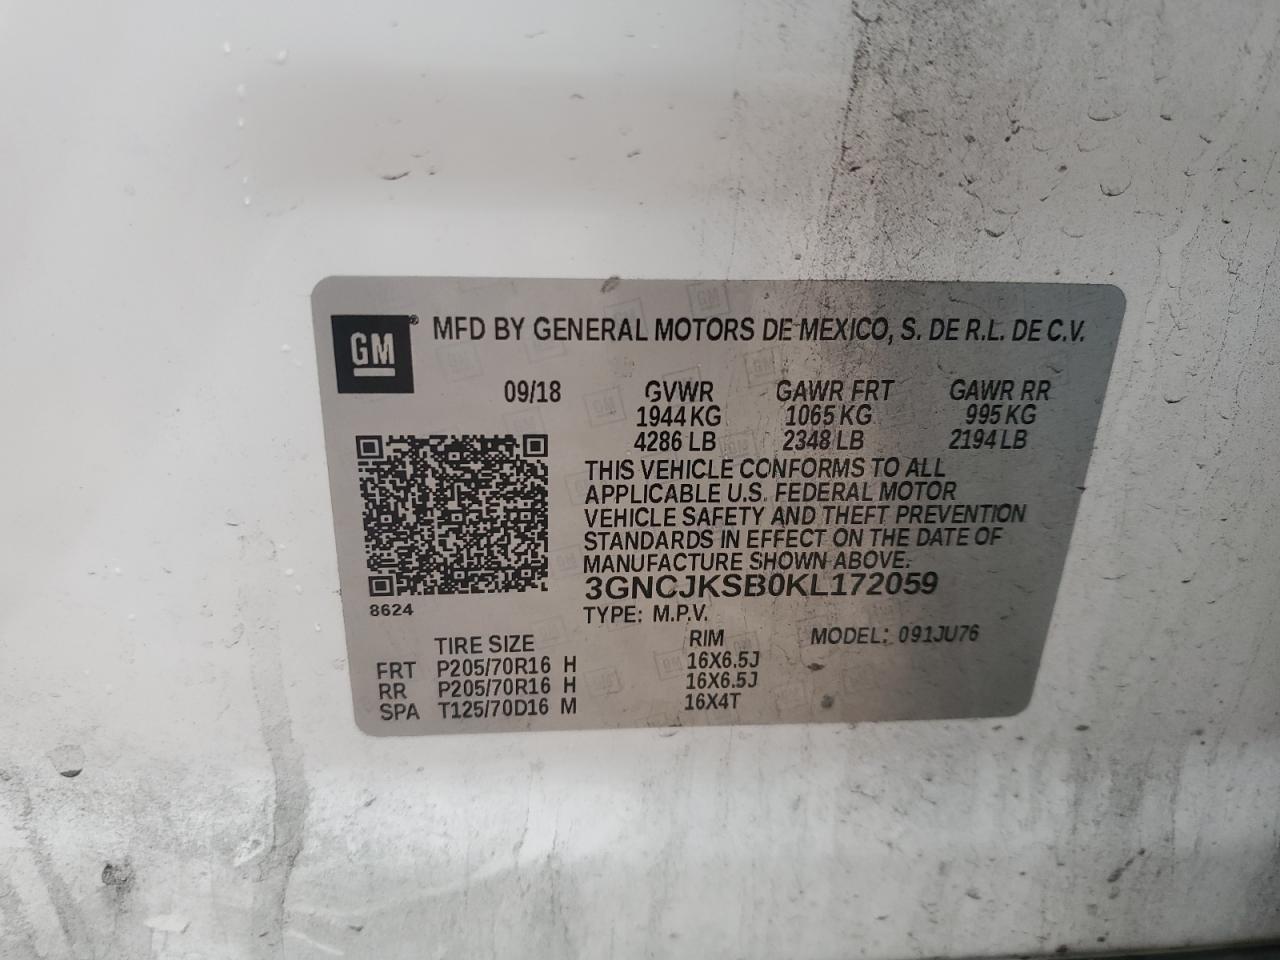 GM® MFD BY GENERAL MOTORS DE MEXICO, S. DE R.L. DE C.V.
09/18 GVWR GAWR FRT GAWR RR
1944 KG 1065 KG 995 KG
4286 LB 2348 LB 2194 LB
THIS VEHICLE CONFORMS TO ALL
APPLICABLE U.S. FEDERAL MOTOR
VEHICLE SAFETY AND THEFT PREVENTION
STANDARDS IN EFFECT ON THE DATE OF
MANUFACTURE SHOWN ABOVE.
3GNCJKSB0KL172059
8624
TYPE: M.P.V.
TIRE SIZE RIM MODEL: 091JU76
FRT P205/70R16 H 16X6.5J
RR P205/70R16 H 16X6.5J
SPA T125/70D16 M 16X4T